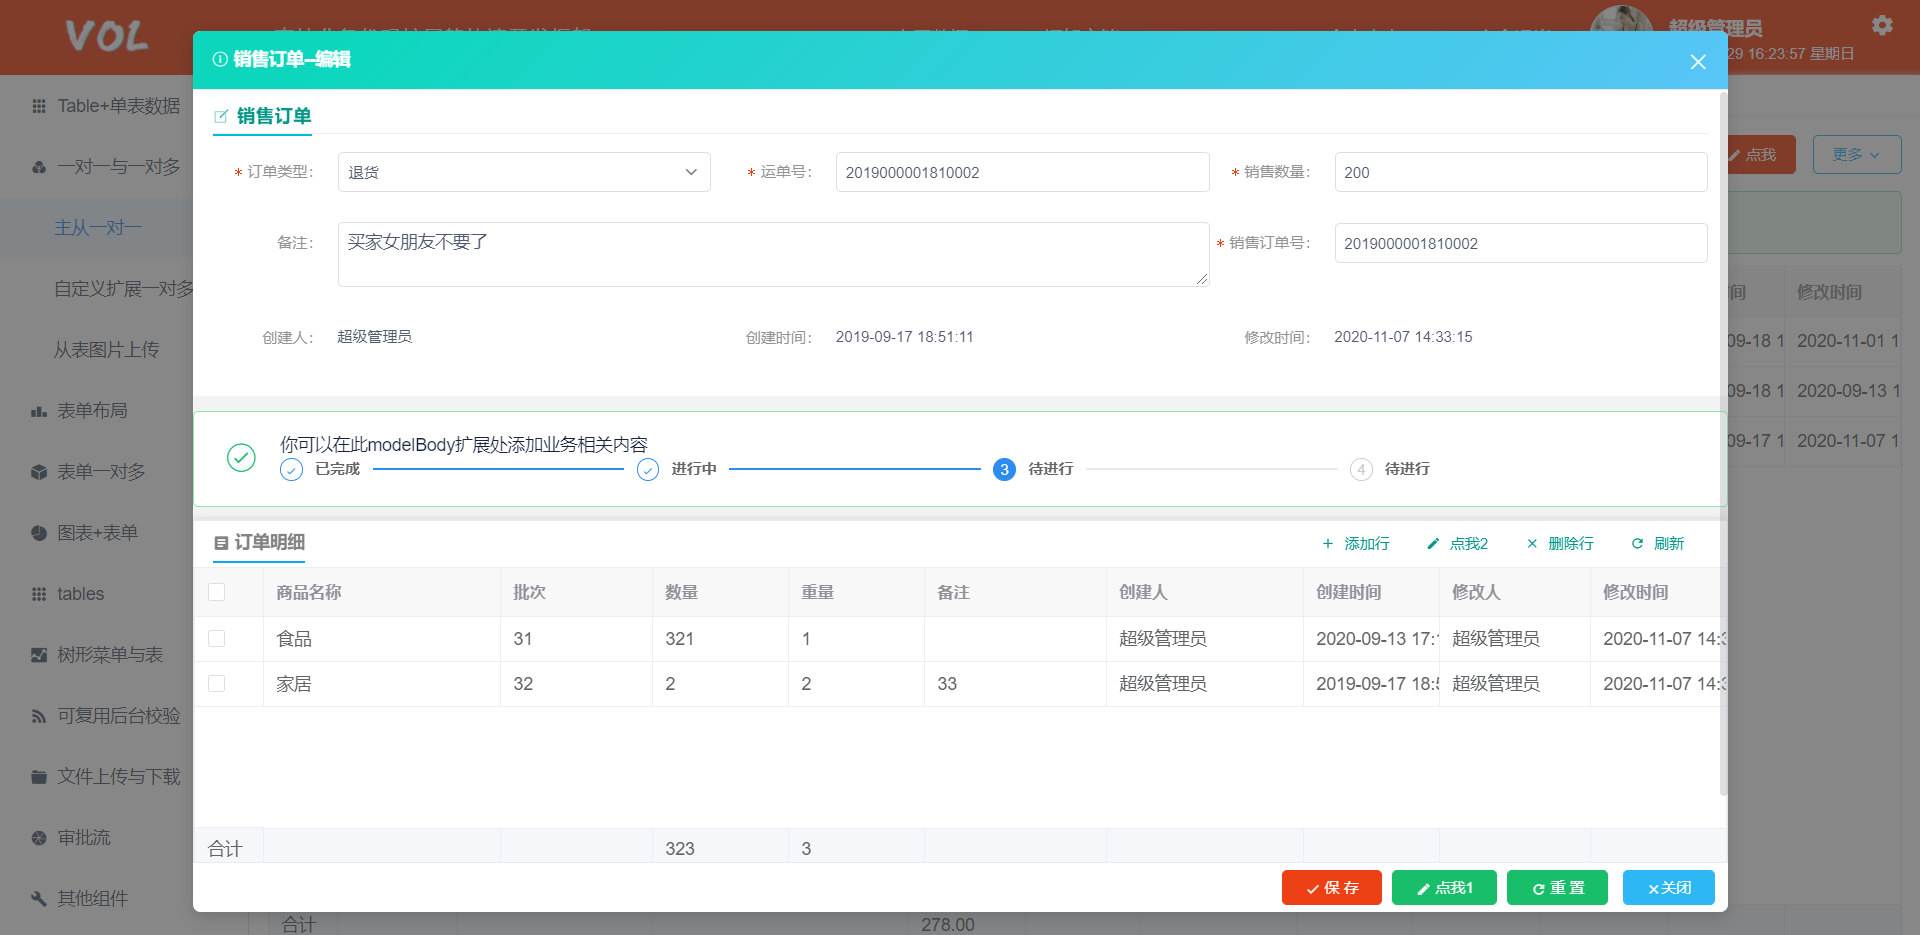 VOL
超级管理员
29 16:23:57 星期日
Table+单表数据
一对一与一对多
主从一对一
自定义扩展一对多
从表图片上传
表单布局
表单一对多
图表+表单
tables
树形菜单与表
可复用后台校验
文件上传与下载
审批流
其他组件
点我
更多
间 修改时间
09-18 1 2020-11-01 1
09-18 1 2020-09-13 1
09-17 1 2020-11-07 1
销售订单--编辑
销售订单
* 订单类型: 退货 * 运单号: 2019000001810002 * 销售数量: 200
备注: 买家女朋友不要了 * 销售订单号: 2019000001810002
创建人: 超级管理员 创建时间: 2019-09-17 18:51:11 修改时间: 2020-11-07 14:33:15
你可以在此modelBody扩展处添加业务相关内容
已完成 进行中 3 待进行 4 待进行
订单明细 添加行 点我2 删除行 刷新
商品名称 批次 数量 重量 备注 创建人 创建时间 修改人 修改时间
食品 31 321 1 超级管理员 2020-09-13 17: 超级管理员 2020-11-07 14:3
家居 32 2 2 33 超级管理员 2019-09-17 18:5 超级管理员 2020-11-07 14:3
合计 323 3
保 存 点我1 重 置 关闭
合计 278.00